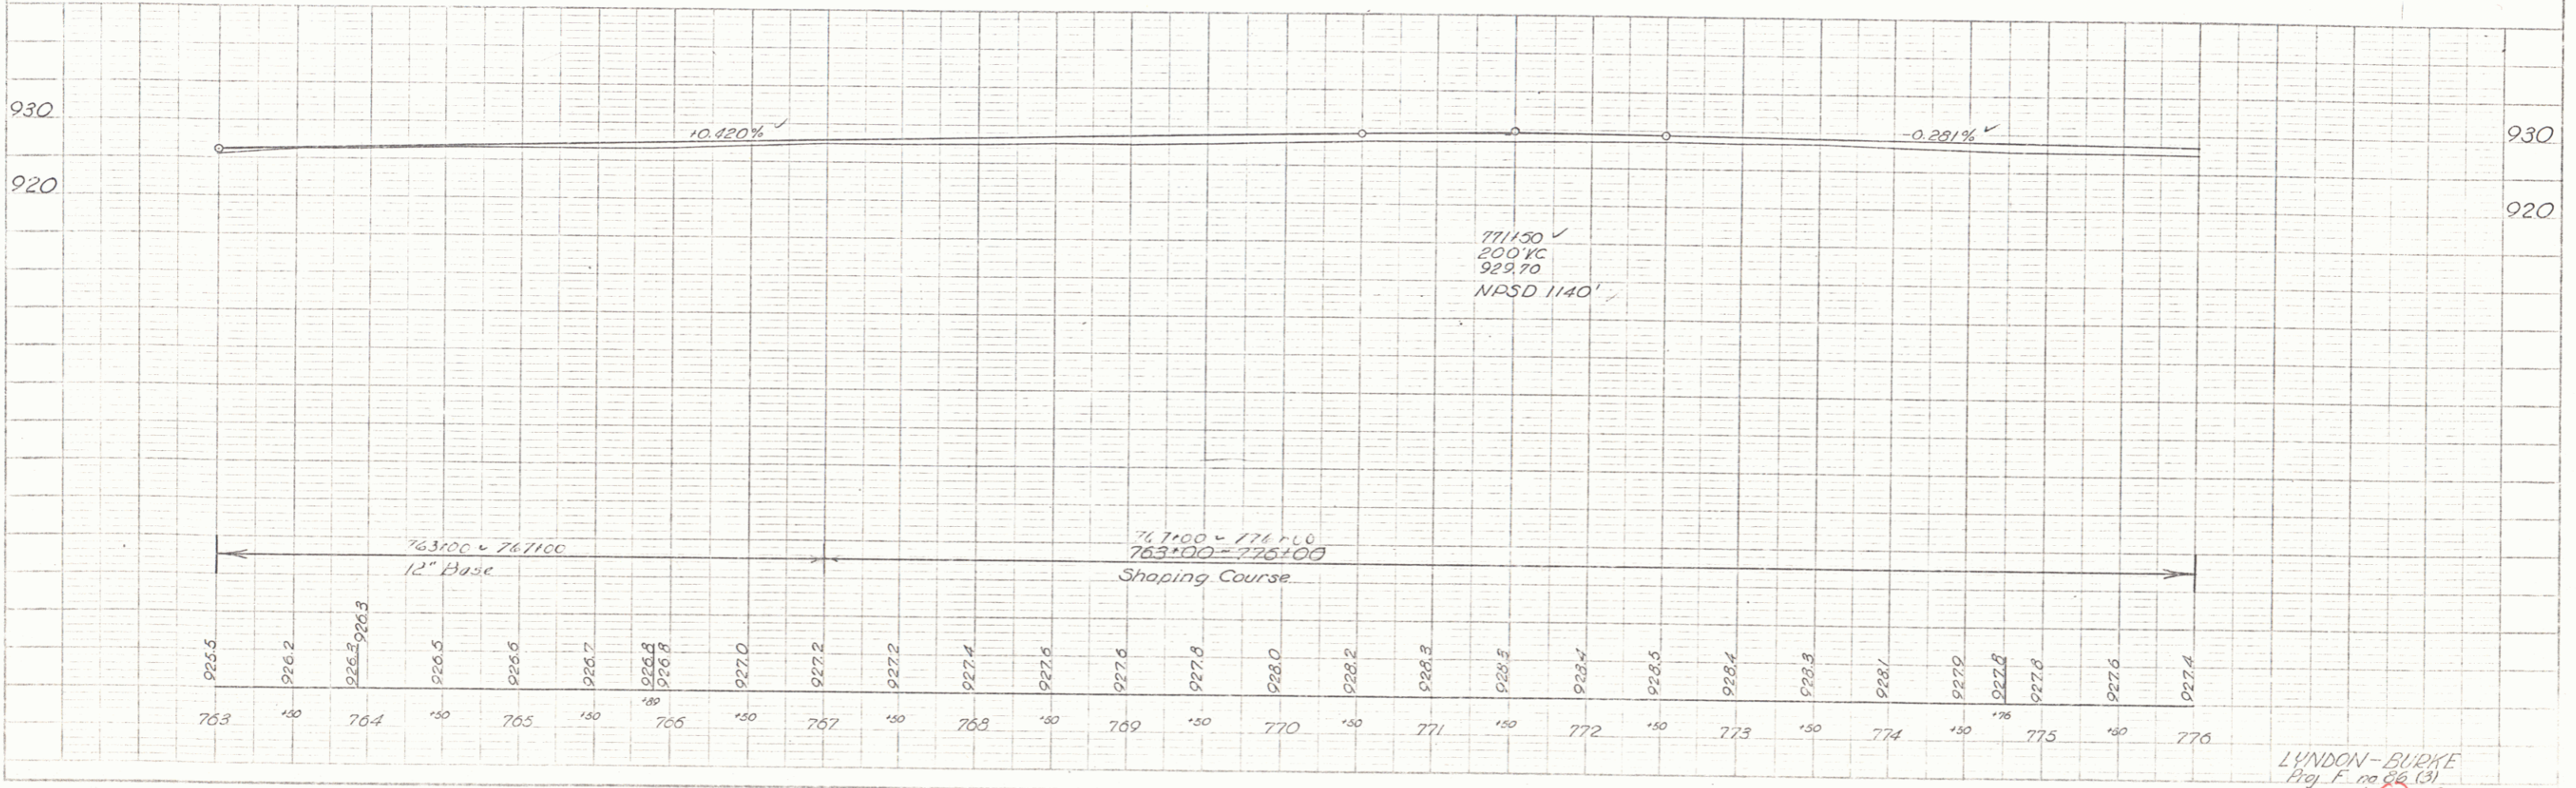 930
920
+0.420% ✓
-0.281% ✓
930
920
771+50 ✓
200'VC
929.70
NPSD 1140'
763+00 ~ 767+00
12" Base
767+00 ~ 776+00
763+00 - 776+00
Shaping Course
925.5 926.2 926.3 926.3 926.5 926.6 926.7 926.8 926.8 927.0 927.2 927.2 927.4 927.6 927.6 927.8 928.0 928.2 928.3 928.3 928.4 928.5 928.4 928.3 928.1 927.9 927.8 927.8 927.6 927.4
763 +50 764 +50 765 +50 +89 766 +50 767 +50 768 +50 769 +50 770 +50 771 +50 772 +50 773 +50 774 +50 +76 775 +50 776
LYNDON-BURKE
Proj F no 86 (3)